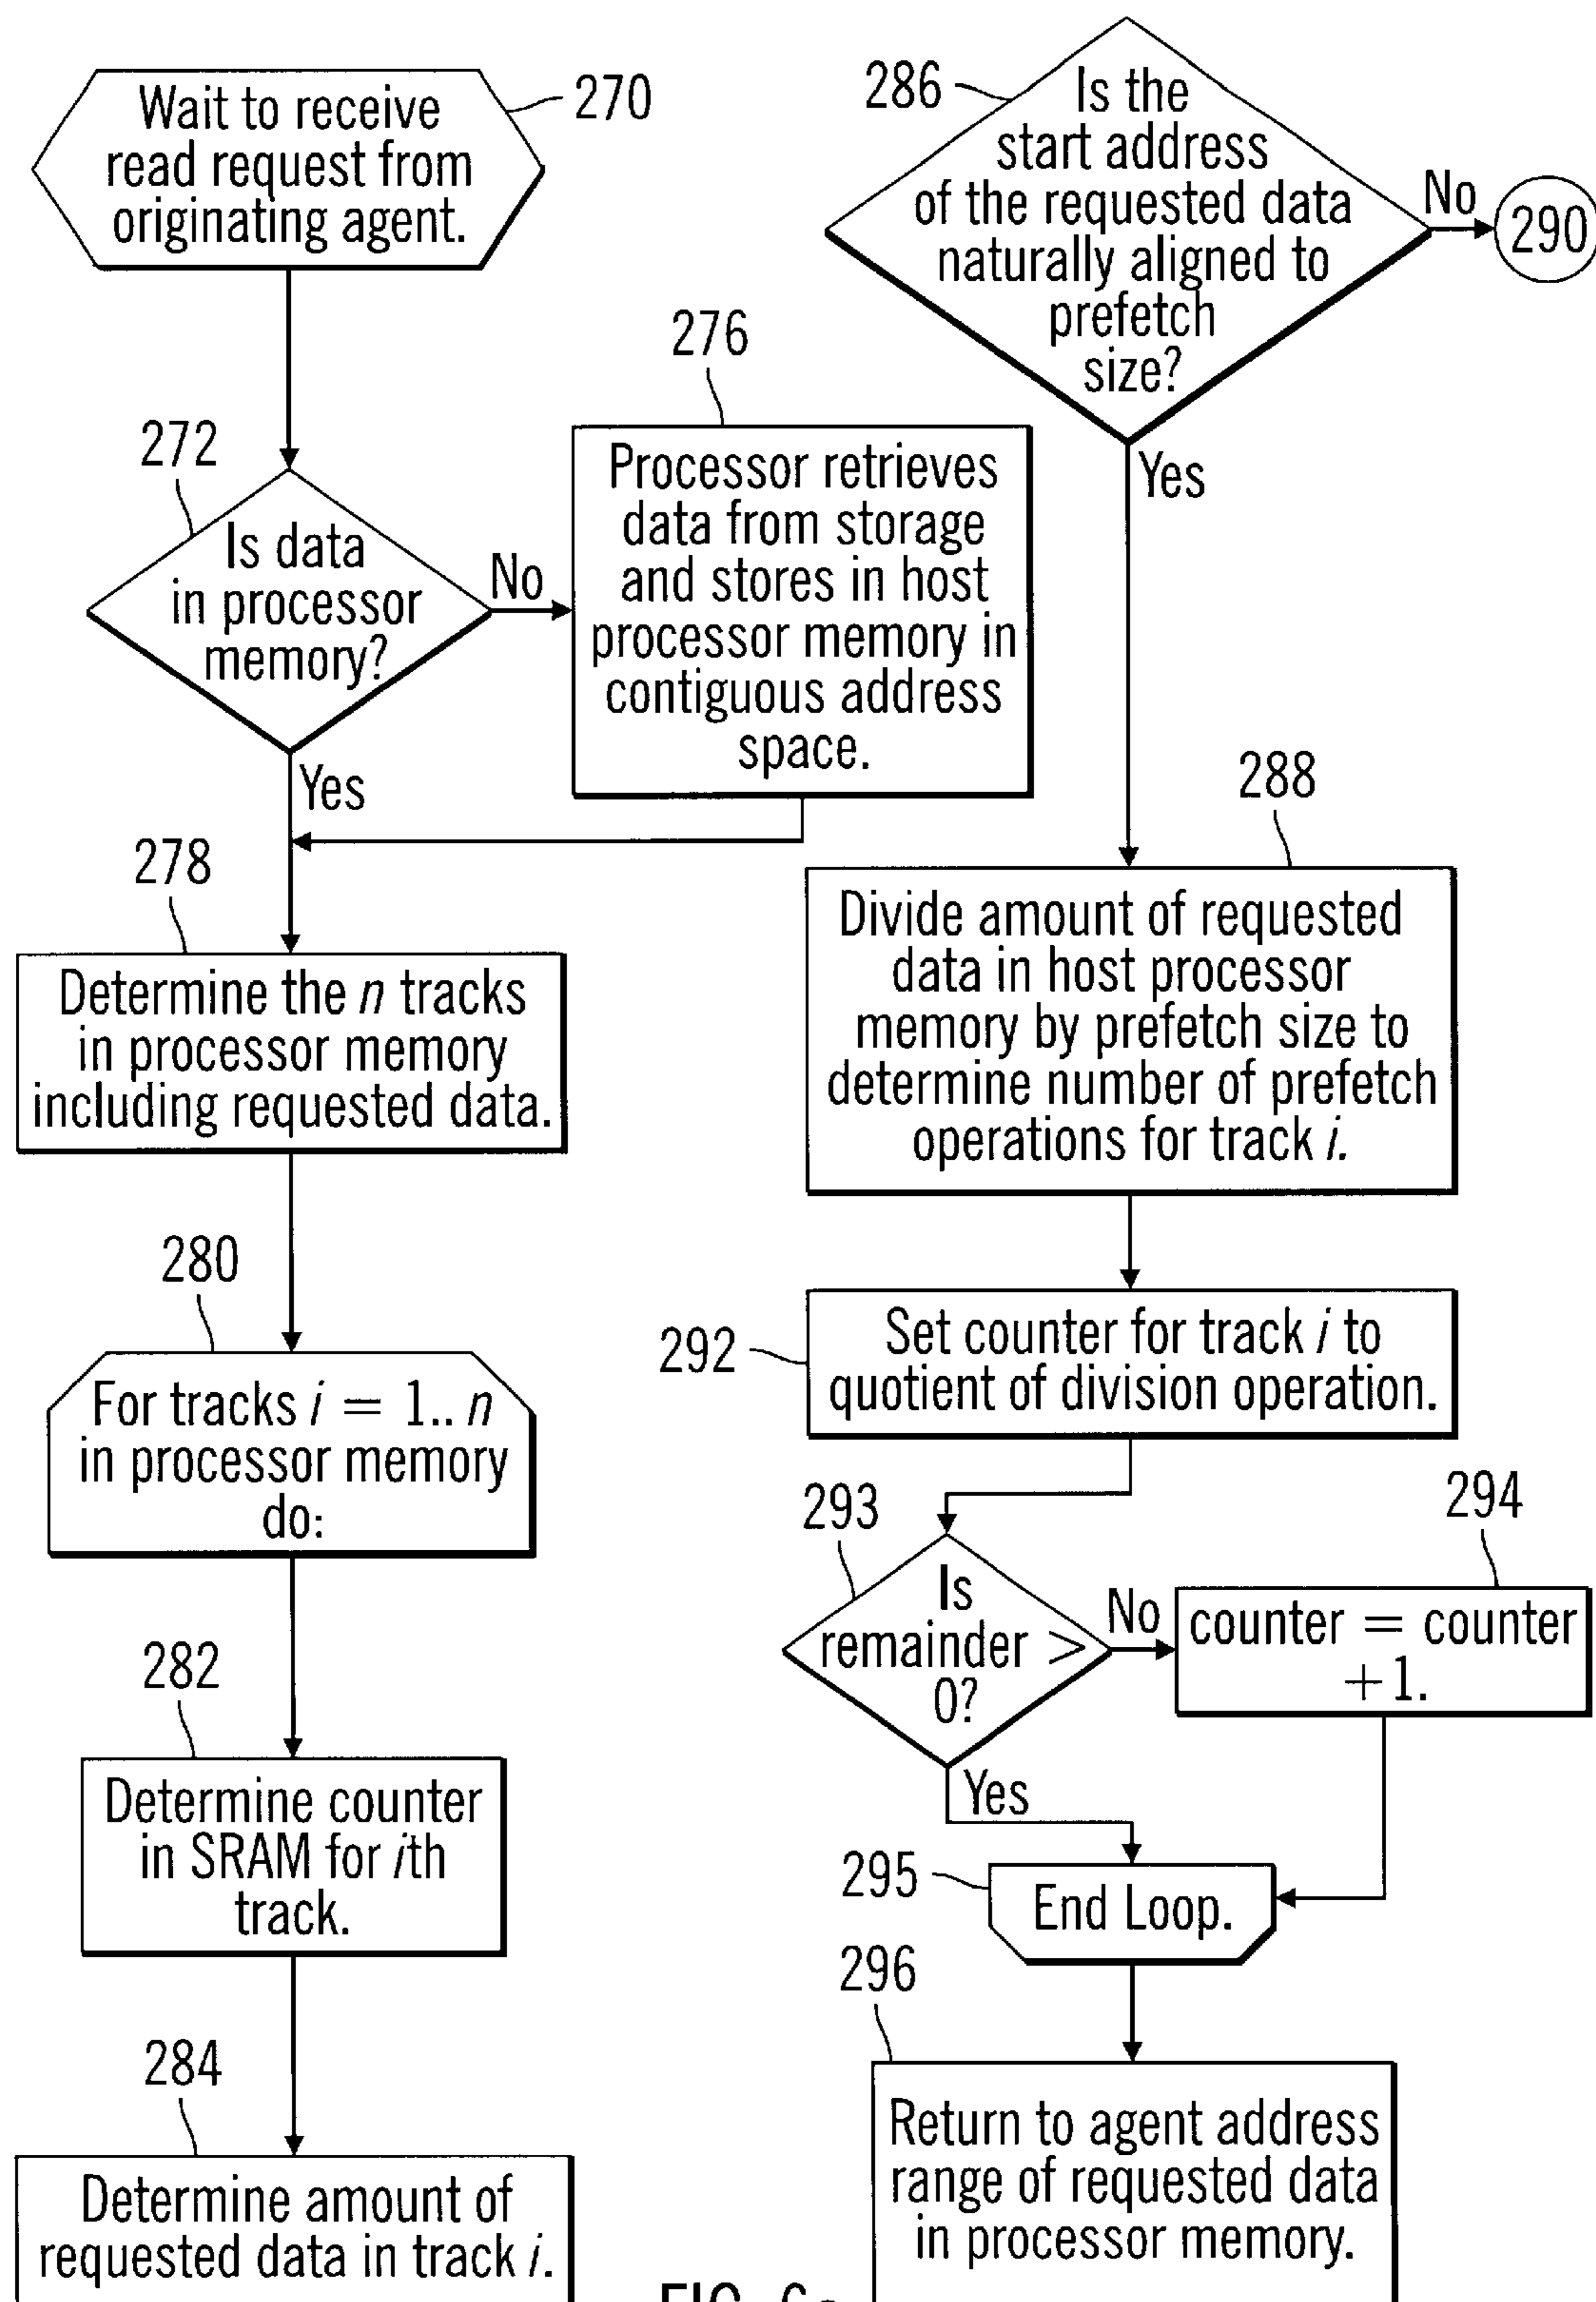 270
Wait to receive
read request from
originating agent.
272
Is data
in processor
memory?
No
Yes
276
Processor retrieves
data from storage
and stores in host
processor memory in
contiguous address
space.
278
Determine the n tracks
in processor memory
including requested data.
280
For tracks i = 1.. n
in processor memory
do:
282
Determine counter
in SRAM for ith
track.
284
Determine amount of
requested data in track i.
286
Is the
start address
of the requested data
naturally aligned to
prefetch
size?
No
290
Yes
288
Divide amount of requested
data in host processor
memory by prefetch size to
determine number of prefetch
operations for track i.
292
Set counter for track i to
quotient of division operation.
293
Is
remainder >
0?
No
294
counter = counter
+1.
Yes
295
End Loop.
296
Return to agent address
range of requested data
in processor memory.